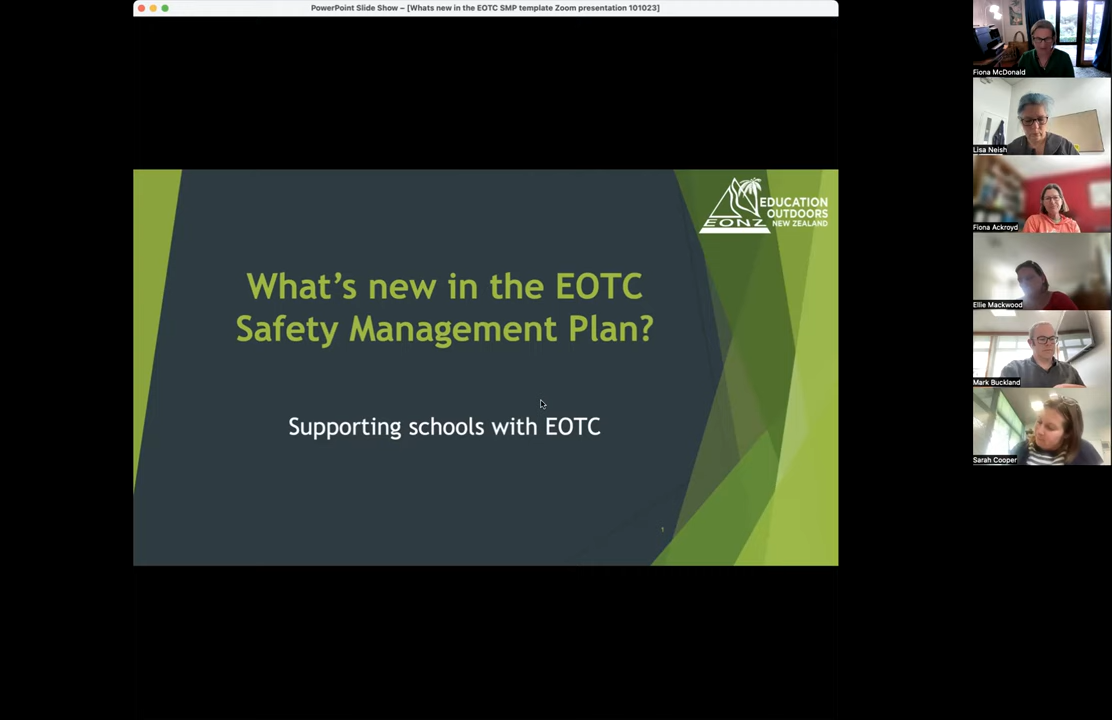 PowerPoint Slide Show – [Whats new in the EOTC SMP template Zoom presentation 101023]
EDUCATION
OUTDOORS
NEW ZEALAND
EONZ
What's new in the EOTC
Safety Management Plan?
Supporting schools with EOTC
1
Fiona McDonald
Lisa Neish
Fiona Ackroyd
Ellie Mackwood
Mark Buckland
Sarah Cooper